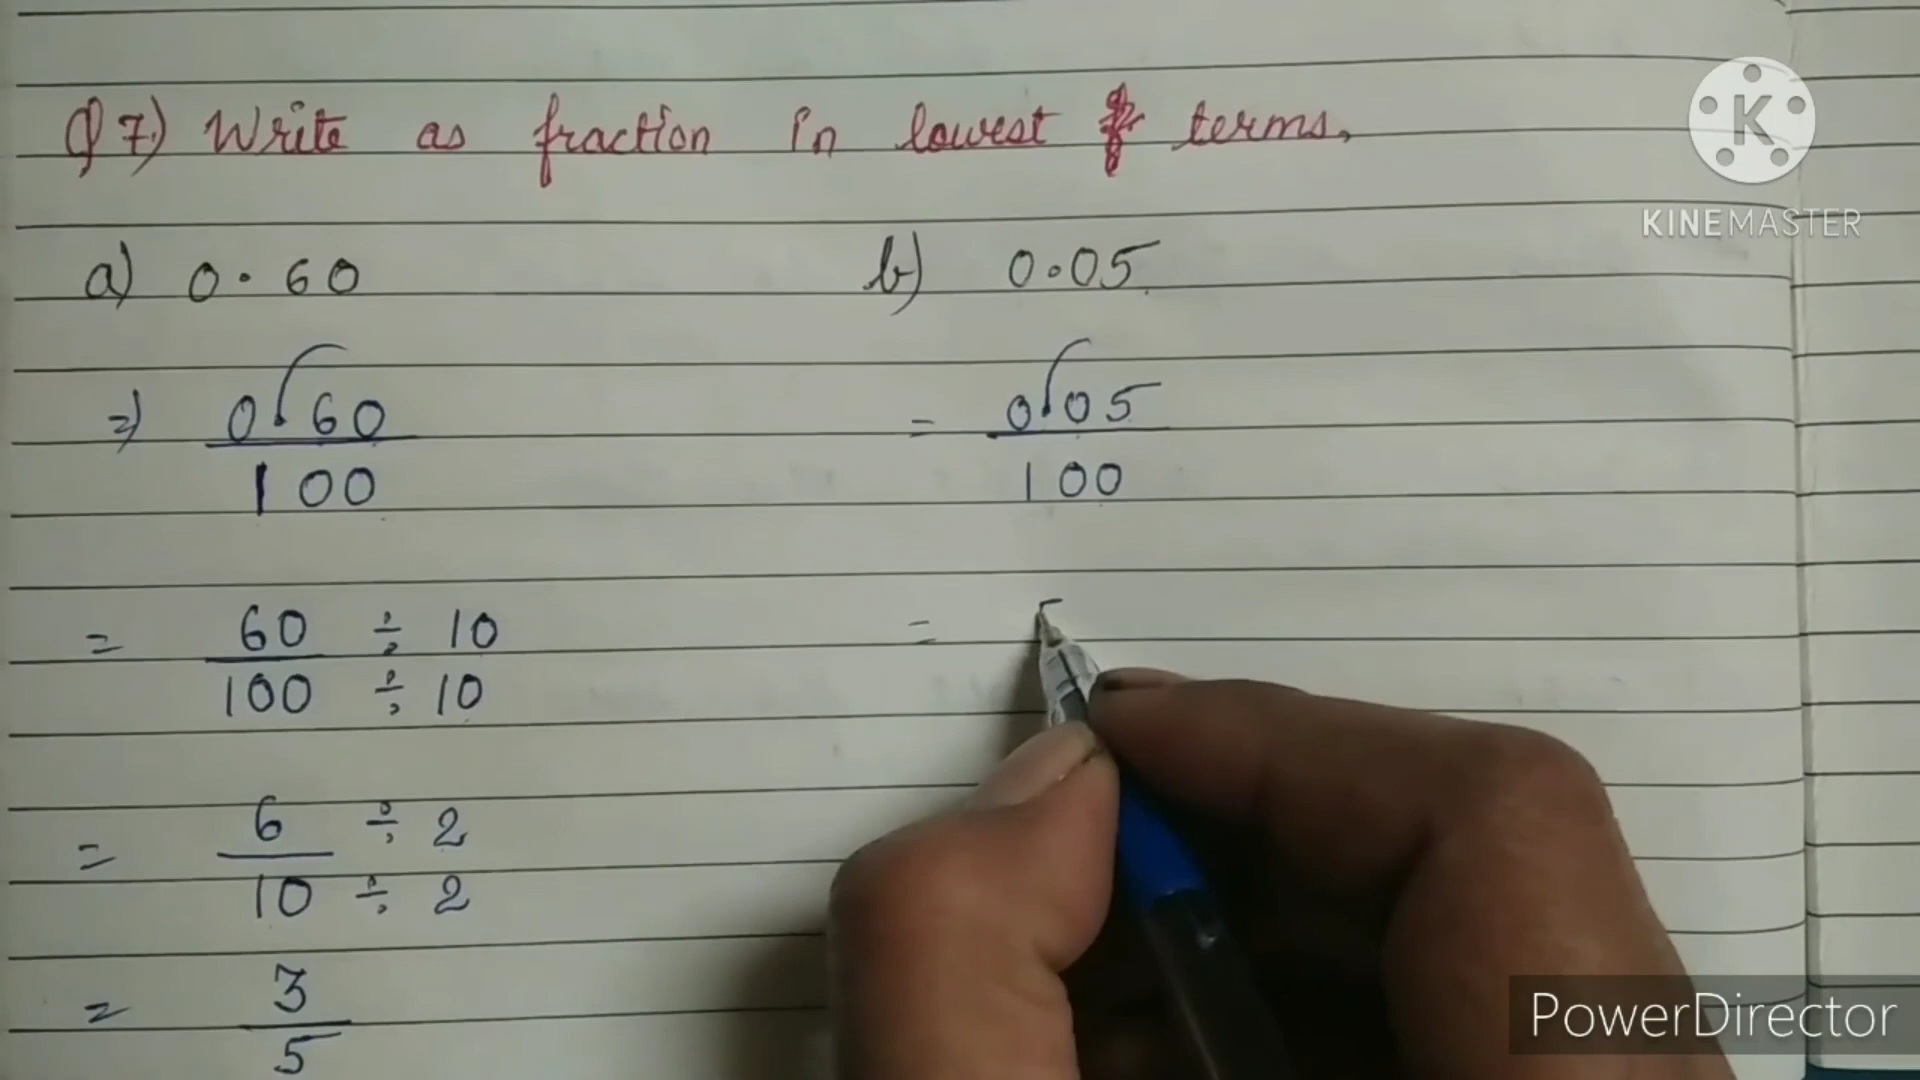 Q7) Write as fraction in lowest terms.
a) 0.60
b) 0.05
⇒ 0.60
100
= 0.05
100
= 60 ÷ 10
100 ÷ 10
= 5
= 6 ÷ 2
10 ÷ 2
= 3
5
K
KINEMASTER
PowerDirector